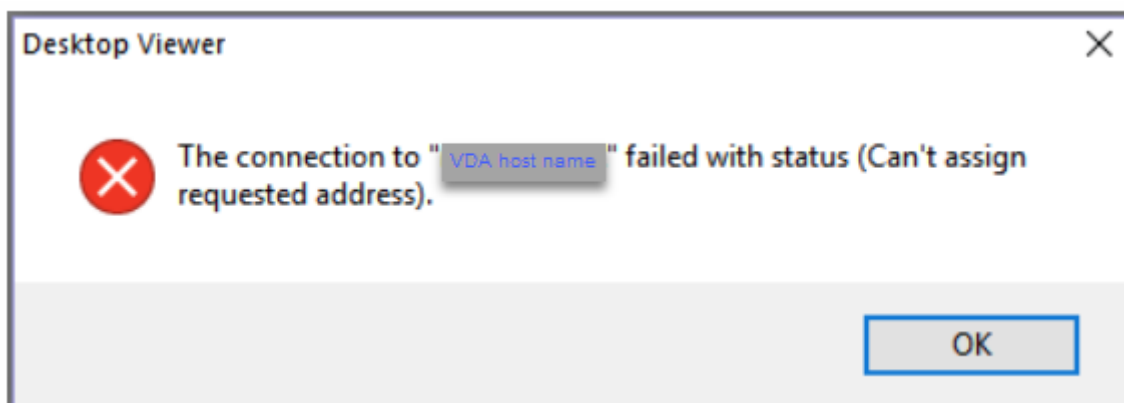 Desktop Viewer
The connection to "VDA host name" failed with status (Can't assign
requested address).
OK